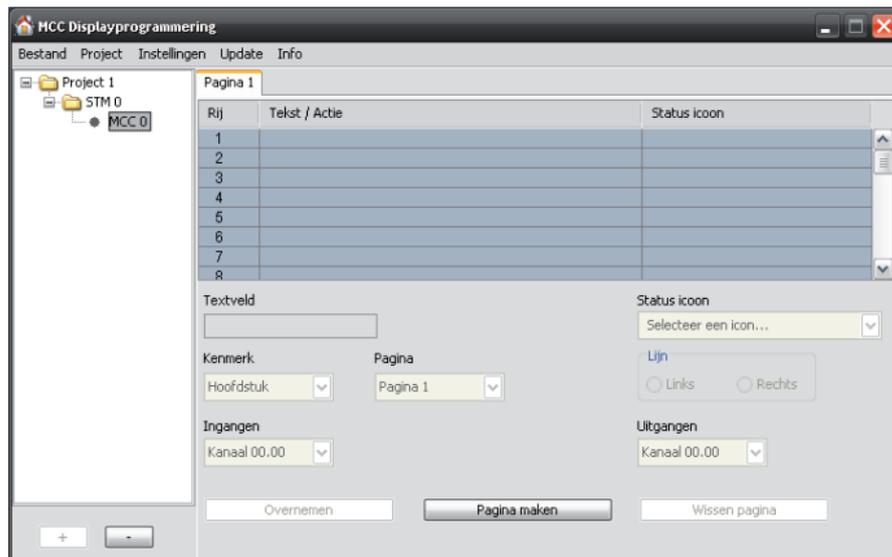 MCC Displayprogrammering
Bestand Project Instellingen Update Info
Project 1
STM 0
MCC 0
Pagina 1
Rij Tekst / Actie Status icoon
1
2
3
4
5
6
7
8
Textveld Status icoon
Selecteer een icon...
Kenmerk Pagina Lijn
Hoofdstuk Pagina 1 Links Rechts
Ingangen Uitgangen
Kanaal 00.00 Kanaal 00.00
Overnemen Pagina maken Wissen pagina
+ -